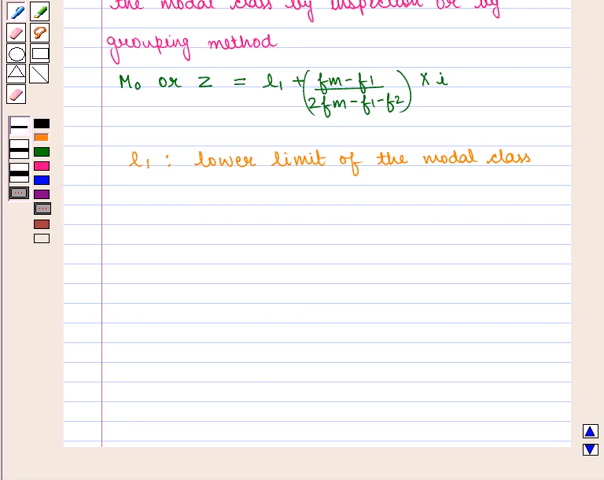 the modal class by inspection or by
grouping method
Mo or Z = l1 + (fm-f1 / 2fm-f1-f2) × i
l1 : lower limit of the modal class